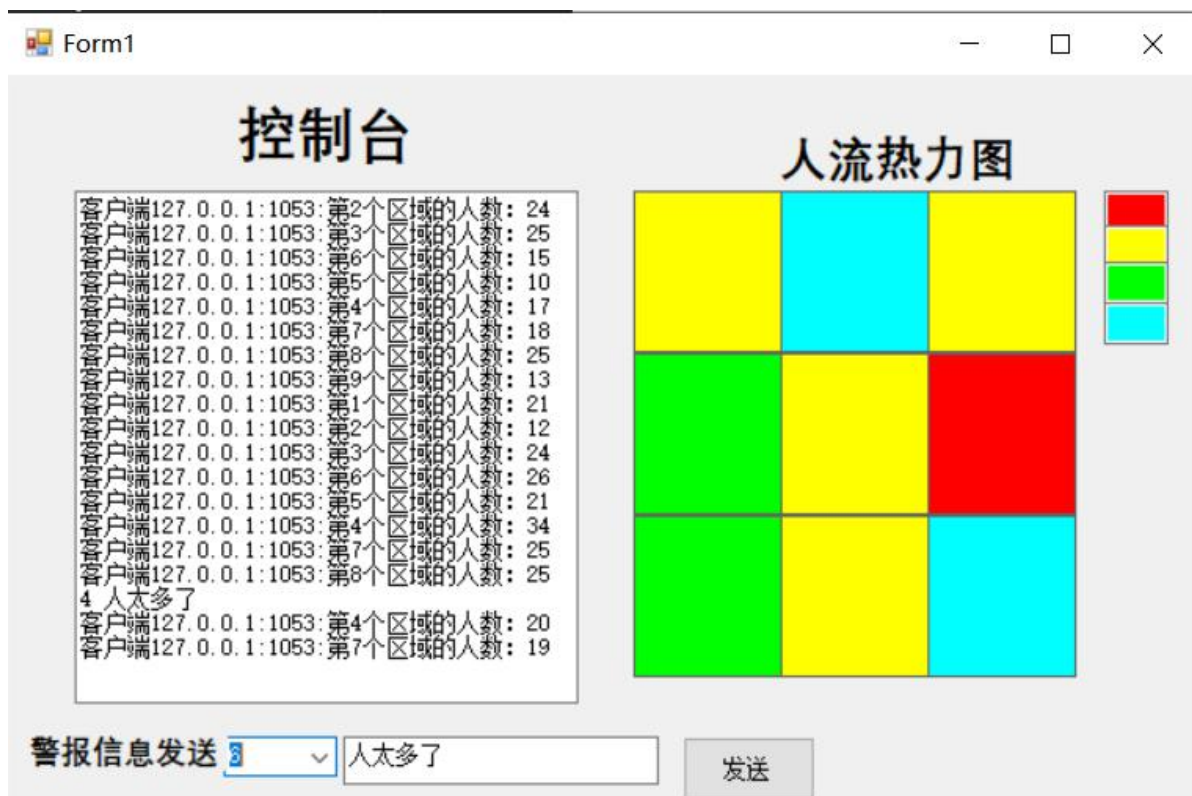 Form1
控制台
人流热力图
客户端127.0.0.1:1053:第2个区域的人数: 24
客户端127.0.0.1:1053:第3个区域的人数: 25
客户端127.0.0.1:1053:第6个区域的人数: 15
客户端127.0.0.1:1053:第5个区域的人数: 10
客户端127.0.0.1:1053:第4个区域的人数: 17
客户端127.0.0.1:1053:第7个区域的人数: 18
客户端127.0.0.1:1053:第8个区域的人数: 25
客户端127.0.0.1:1053:第9个区域的人数: 13
客户端127.0.0.1:1053:第1个区域的人数: 21
客户端127.0.0.1:1053:第2个区域的人数: 12
客户端127.0.0.1:1053:第3个区域的人数: 24
客户端127.0.0.1:1053:第6个区域的人数: 26
客户端127.0.0.1:1053:第5个区域的人数: 21
客户端127.0.0.1:1053:第4个区域的人数: 34
客户端127.0.0.1:1053:第7个区域的人数: 25
客户端127.0.0.1:1053:第8个区域的人数: 25
4 人太多了
客户端127.0.0.1:1053:第4个区域的人数: 20
客户端127.0.0.1:1053:第7个区域的人数: 19
警报信息发送 人太多了 发送